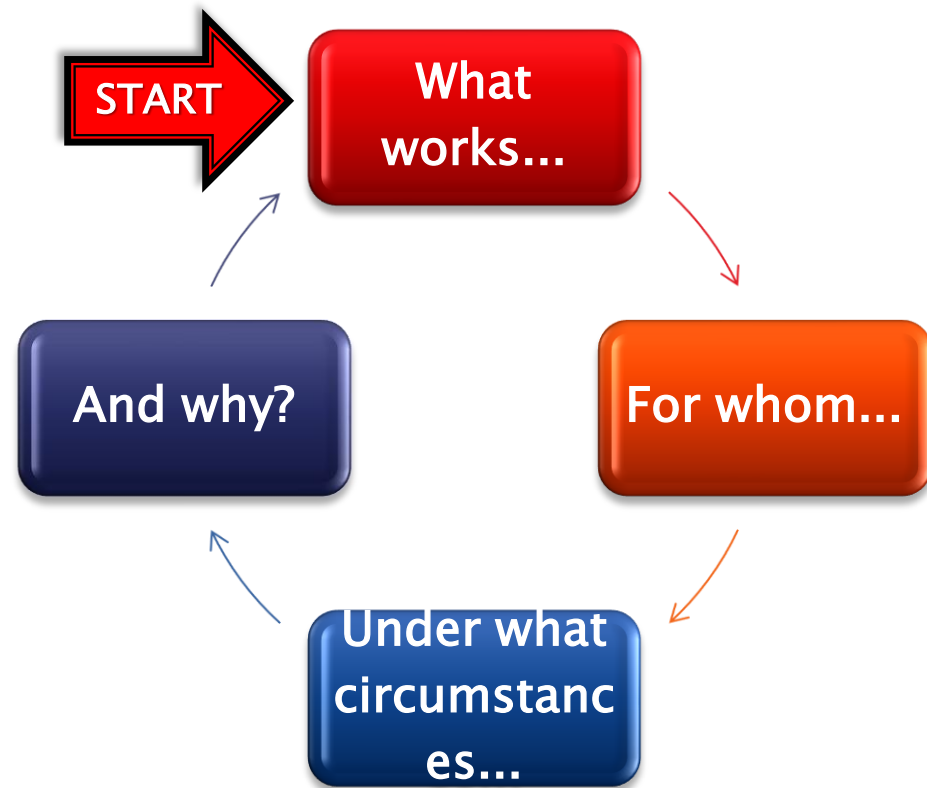 START
What
works...
For whom...
Under what
circumstanc
es...
And why?